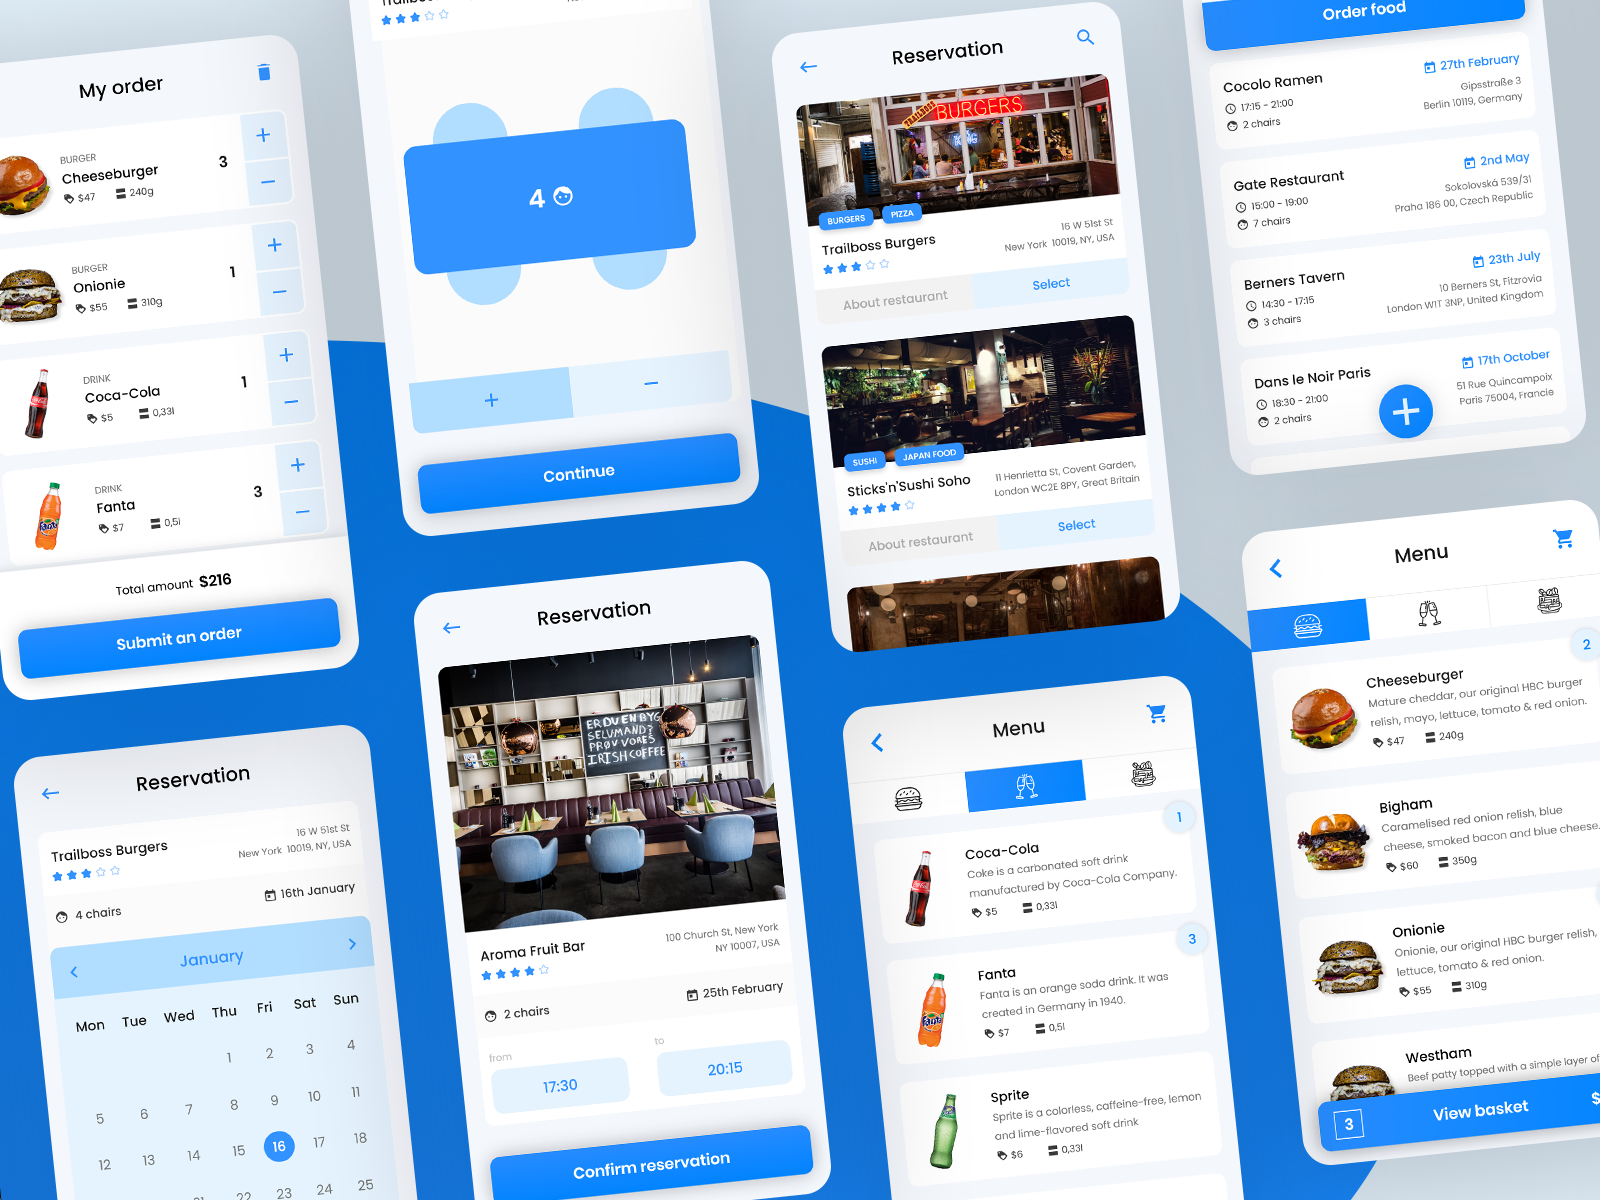 My order
BURGER
Cheeseburger
$47 240g
3
BURGER
Onionie
$55 310g
1
DRINK
Coca-Cola
$5 0,33l
1
DRINK
Fanta
$7 0,5l
3
Total amount $216
Submit an order
4
Continue
Reservation
BURGERS
BURGERS PIZZA
Trailboss Burgers
16 W 51st St
New York 10019, NY, USA
About restaurant Select
SUSHI JAPAN FOOD
Sticks'n'Sushi Soho
11 Henrietta St, Covent Garden,
London WC2E 8PY, Great Britain
About restaurant Select
Order food
Cocolo Ramen
17:15 - 21:00
2 chairs
27th February
Gipsstraße 3
Berlin 10119, Germany
Gate Restaurant
15:00 - 19:00
7 chairs
2nd May
Sokolovská 539/31
Praha 186 00, Czech Republic
Berners Tavern
14:30 - 17:15
3 chairs
23th July
10 Berners St, Fitzrovia
London W1T 3NP, United Kingdom
Dans le Noir Paris
18:30 - 21:00
2 chairs
17th October
51 Rue Quincampoix
Paris 75004, Francie
Reservation
Trailboss Burgers
16 W 51st St
New York 10019, NY, USA
4 chairs
16th January
January
Mon Tue Wed Thu Fri Sat Sun
1 2 3 4
5 6 7 8 9 10 11
12 13 14 15 16 17 18
22 23 24 25
Reservation
ERDVENBYG
SELUMAND?
PROV VORES
IRISH COFFEE
Aroma Fruit Bar
100 Church St, New York
NY 10007, USA
2 chairs
25th February
from
17:30
to
20:15
Confirm reservation
Menu
1
Coca-Cola
Coke is a carbonated soft drink
manufactured by Coca-Cola Company.
$5 0,33l
3
Fanta
Fanta is an orange soda drink. It was
created in Germany in 1940.
$7 0,5l
Sprite
Sprite is a colorless, caffeine-free, lemon
and lime-flavored soft drink
$6 0,33l
Menu
2
Cheeseburger
Mature cheddar, our original HBC burger
relish, mayo, lettuce, tomato & red onion.
$47 240g
Bigham
Caramelised red onion relish, blue
cheese, smoked bacon and blue cheese.
$60 350g
Onionie
Onionie, our original HBC burger relish,
lettuce, tomato & red onion.
$55 310g
Westham
Beef patty topped with a simple layer of
3 View basket $